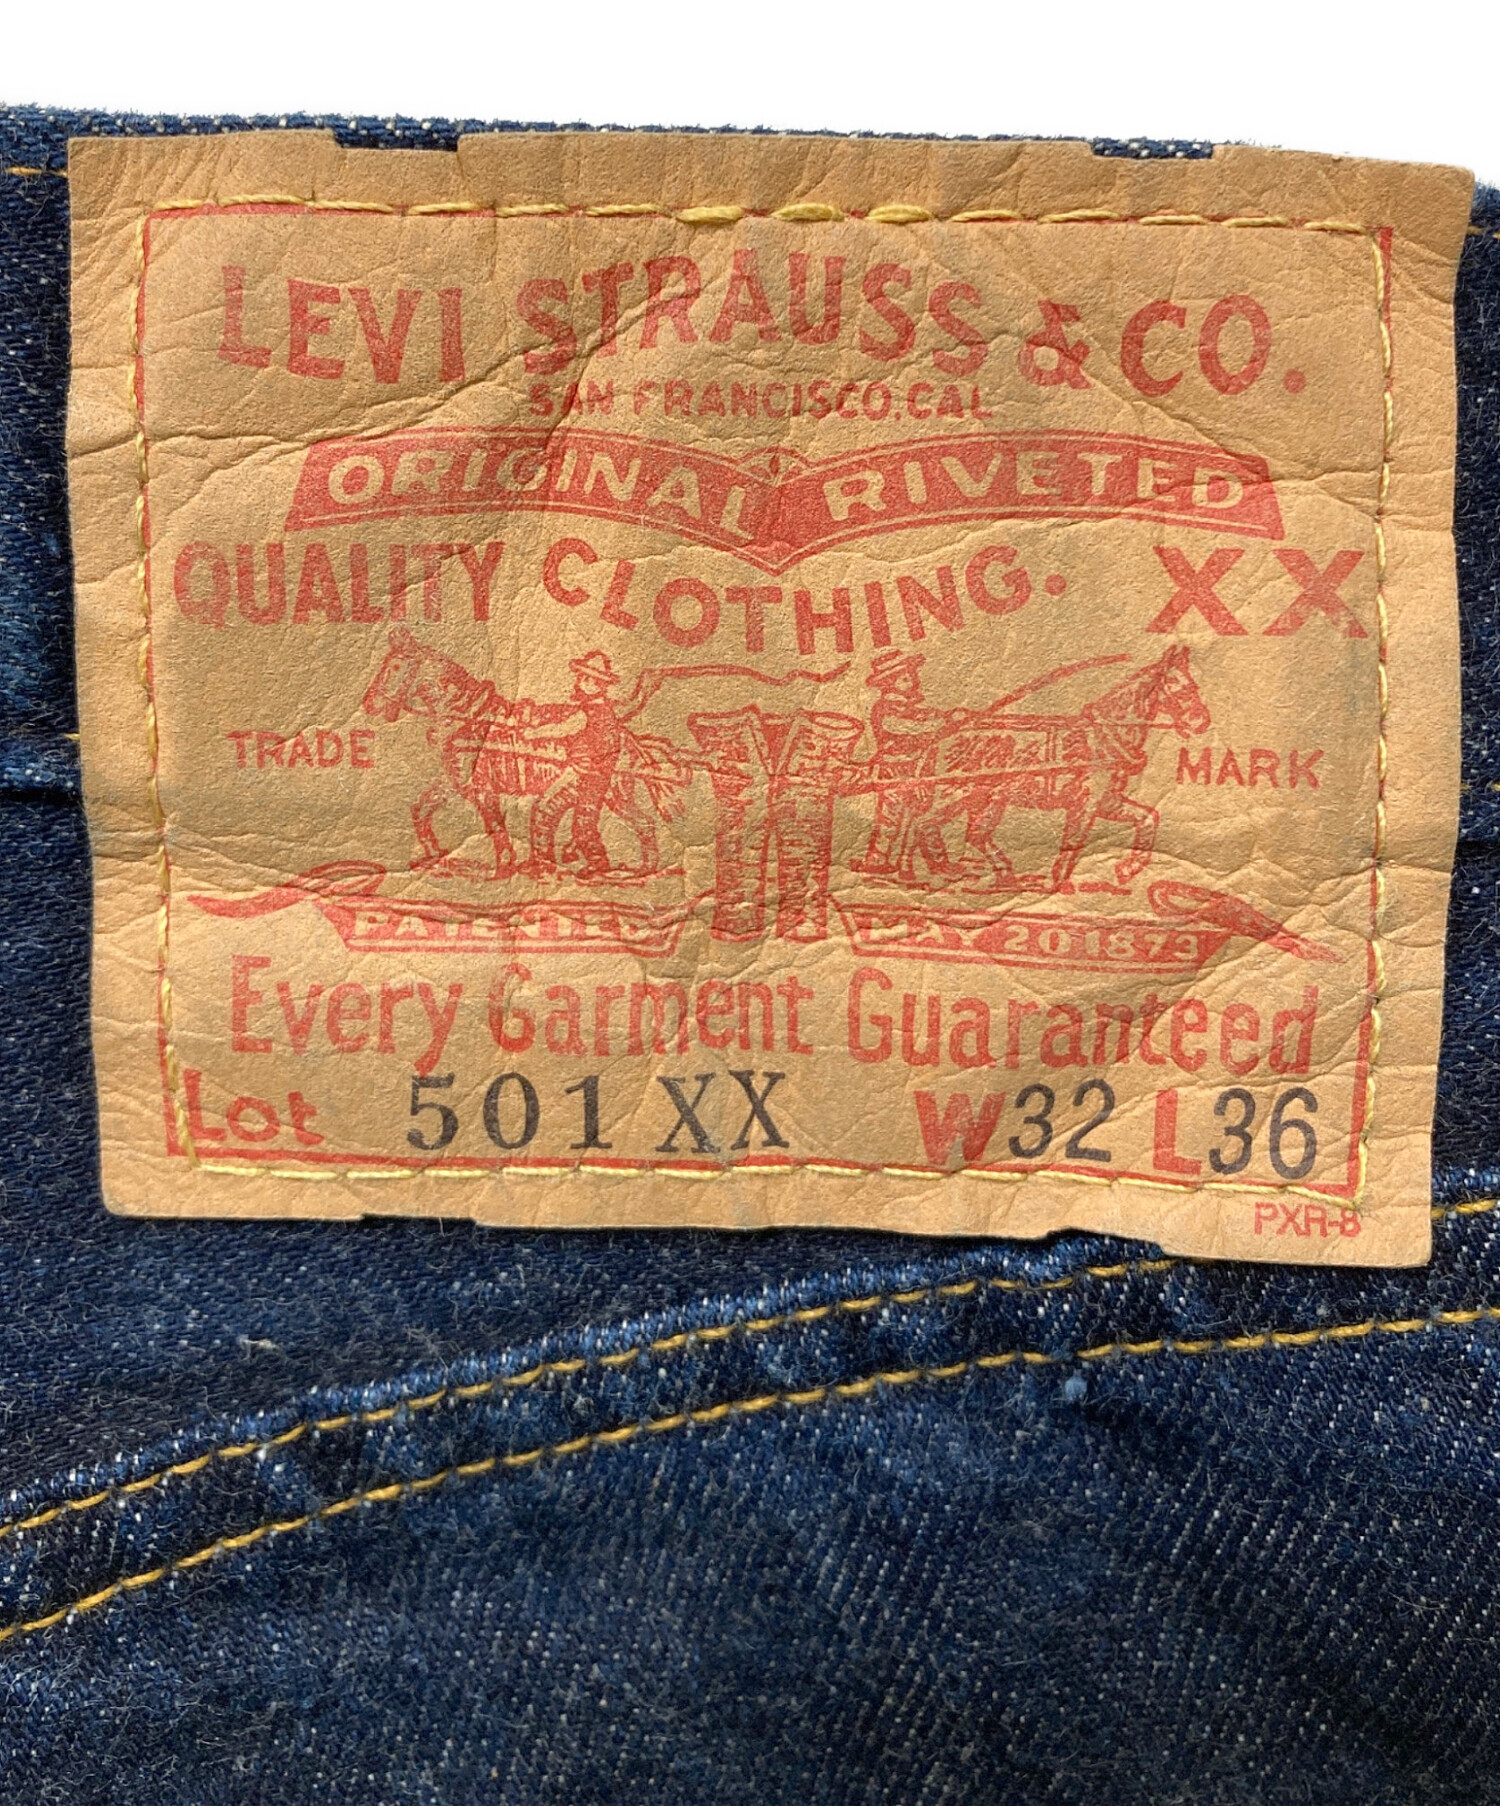 LEVI STRAUSS & CO.
SAN FRANCISCO, CAL
ORIGINAL RIVETED
QUALITY CLOTHING. XX
TRADE MARK
PATENTED MAY 20 1873
Every Garment Guaranteed
Lot 501 XX W32 L36
PXR-8